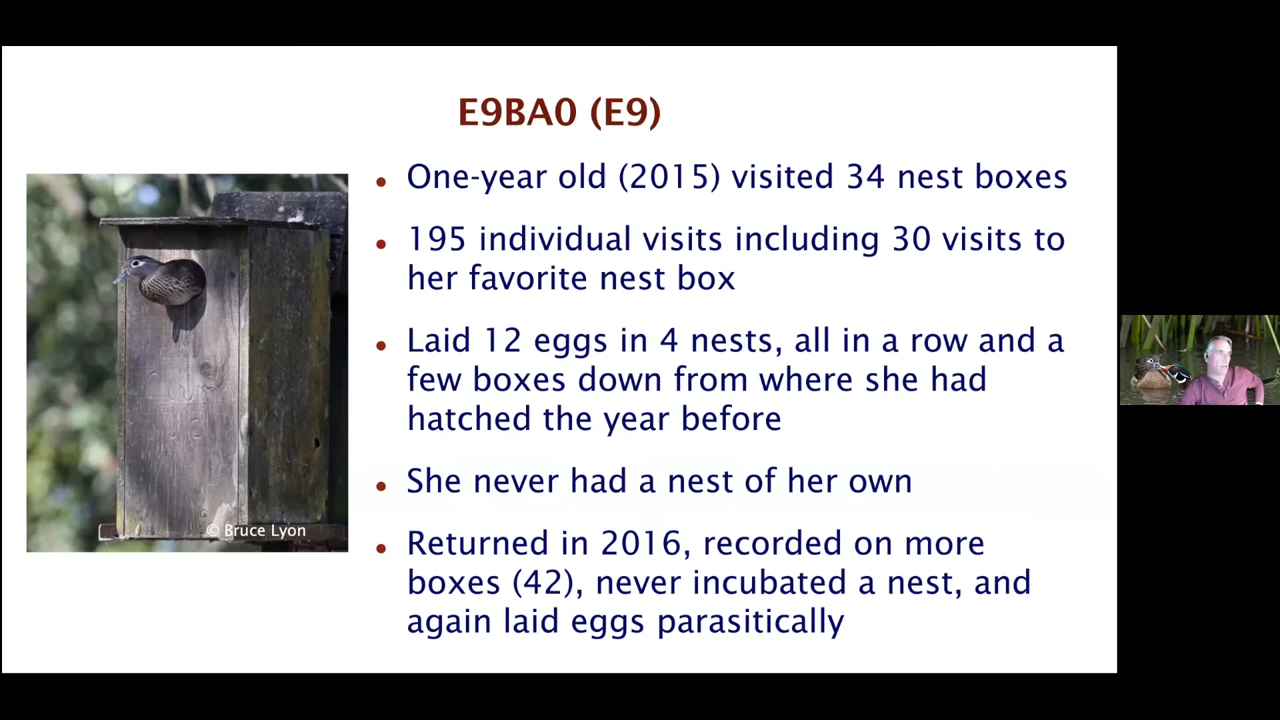 E9BA0 (E9)
One-year old (2015) visited 34 nest boxes
195 individual visits including 30 visits to
her favorite nest box
Laid 12 eggs in 4 nests, all in a row and a
few boxes down from where she had
hatched the year before
She never had a nest of her own
Returned in 2016, recorded on more
boxes (42), never incubated a nest, and
again laid eggs parasitically
© Bruce Lyon